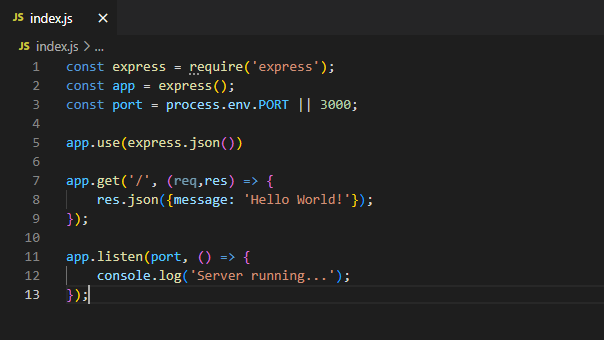 JS index.js ×
JS index.js > ...
1 const express = require('express');
2 const app = express();
3 const port = process.env.PORT || 3000;
4
5 app.use(express.json())
6
7 app.get('/', (req,res) => {
8     res.json({message: 'Hello World!'});
9 });
10
11 app.listen(port, () => {
12     console.log('Server running...');
13 });